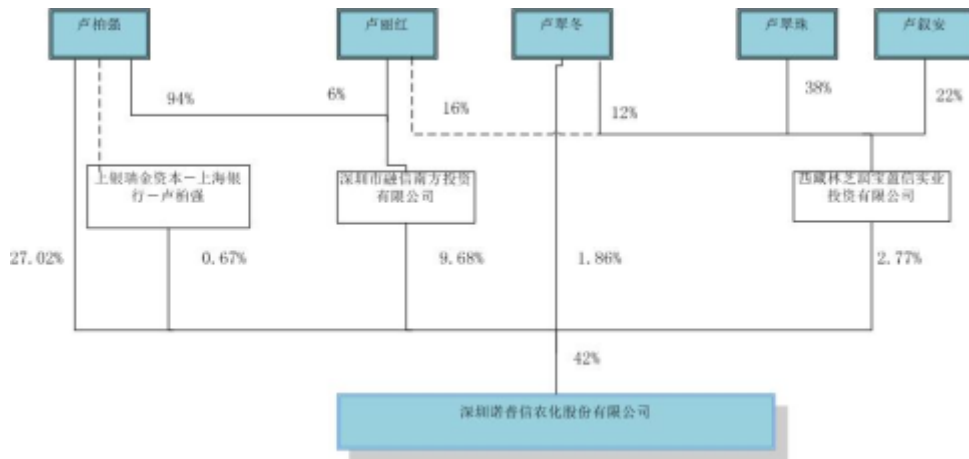 卢柏强
卢丽红
卢翠冬
卢翠珠
卢叙安
94%
6%
16%
12%
38%
22%
上银瑞金资本－上海银
行－卢柏强
深圳市融信南方投资
有限公司
西藏林芝润宝盈信实业
投资有限公司
27.02%
0.67%
9.68%
1.86%
2.77%
42%
深圳诺普信农化股份有限公司